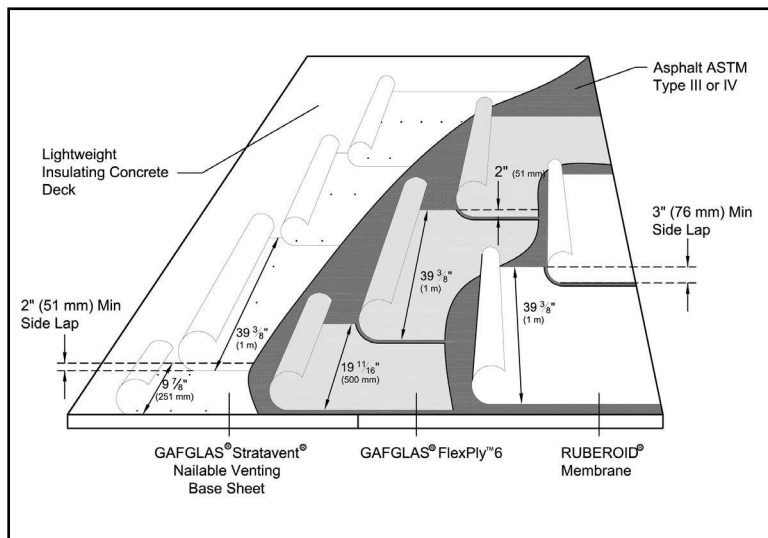 Asphalt ASTM
Type III or IV
Lightweight
Insulating Concrete
Deck
2" (51 mm)
3" (76 mm) Min
Side Lap
39 3/8"
(1 m)
39 3/8"
(1 m)
2" (51 mm) Min
Side Lap
39 3/8"
(1 m)
19 11/16"
(500 mm)
9 7/8"
(251 mm)
GAFGLAS® Stratavent®
Nailable Venting
Base Sheet
GAFGLAS® FlexPly™6
RUBEROID®
Membrane